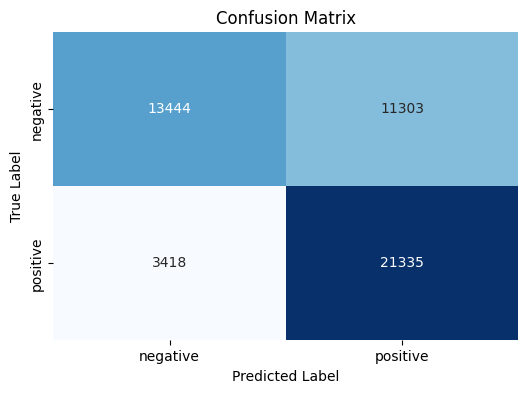 Confusion Matrix
True Label
negative
13444
11303
positive
3418
21335
negative
positive
Predicted Label